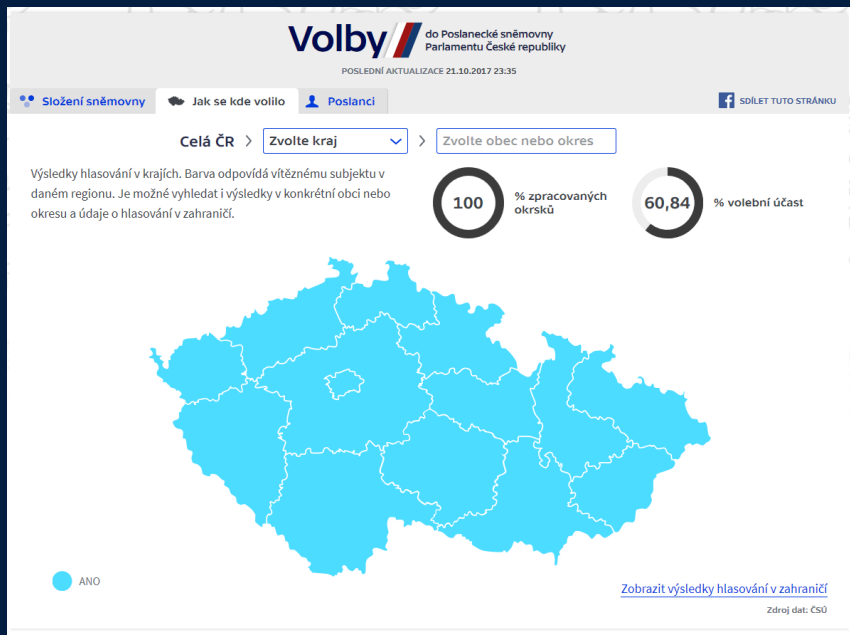 Volby
do Poslanecké sněmovny
Parlamentu České republiky
POSLEDNÍ AKTUALIZACE 21.10.2017 23:35
Složení sněmovny
Jak se kde volilo
Poslanci
SDÍLET TUTO STRÁNKU
Celá ČR > Zvolte kraj > Zvolte obec nebo okres
Výsledky hlasování v krajích. Barva odpovídá vítěznému subjektu v
daném regionu. Je možné vyhledat i výsledky v konkrétní obci nebo
okresu a údaje o hlasování v zahraničí.
100
% zpracovaných
okrsků
60,84
% volební účast
ANO
Zobrazit výsledky hlasování v zahraničí
Zdroj dat: ČSÚ